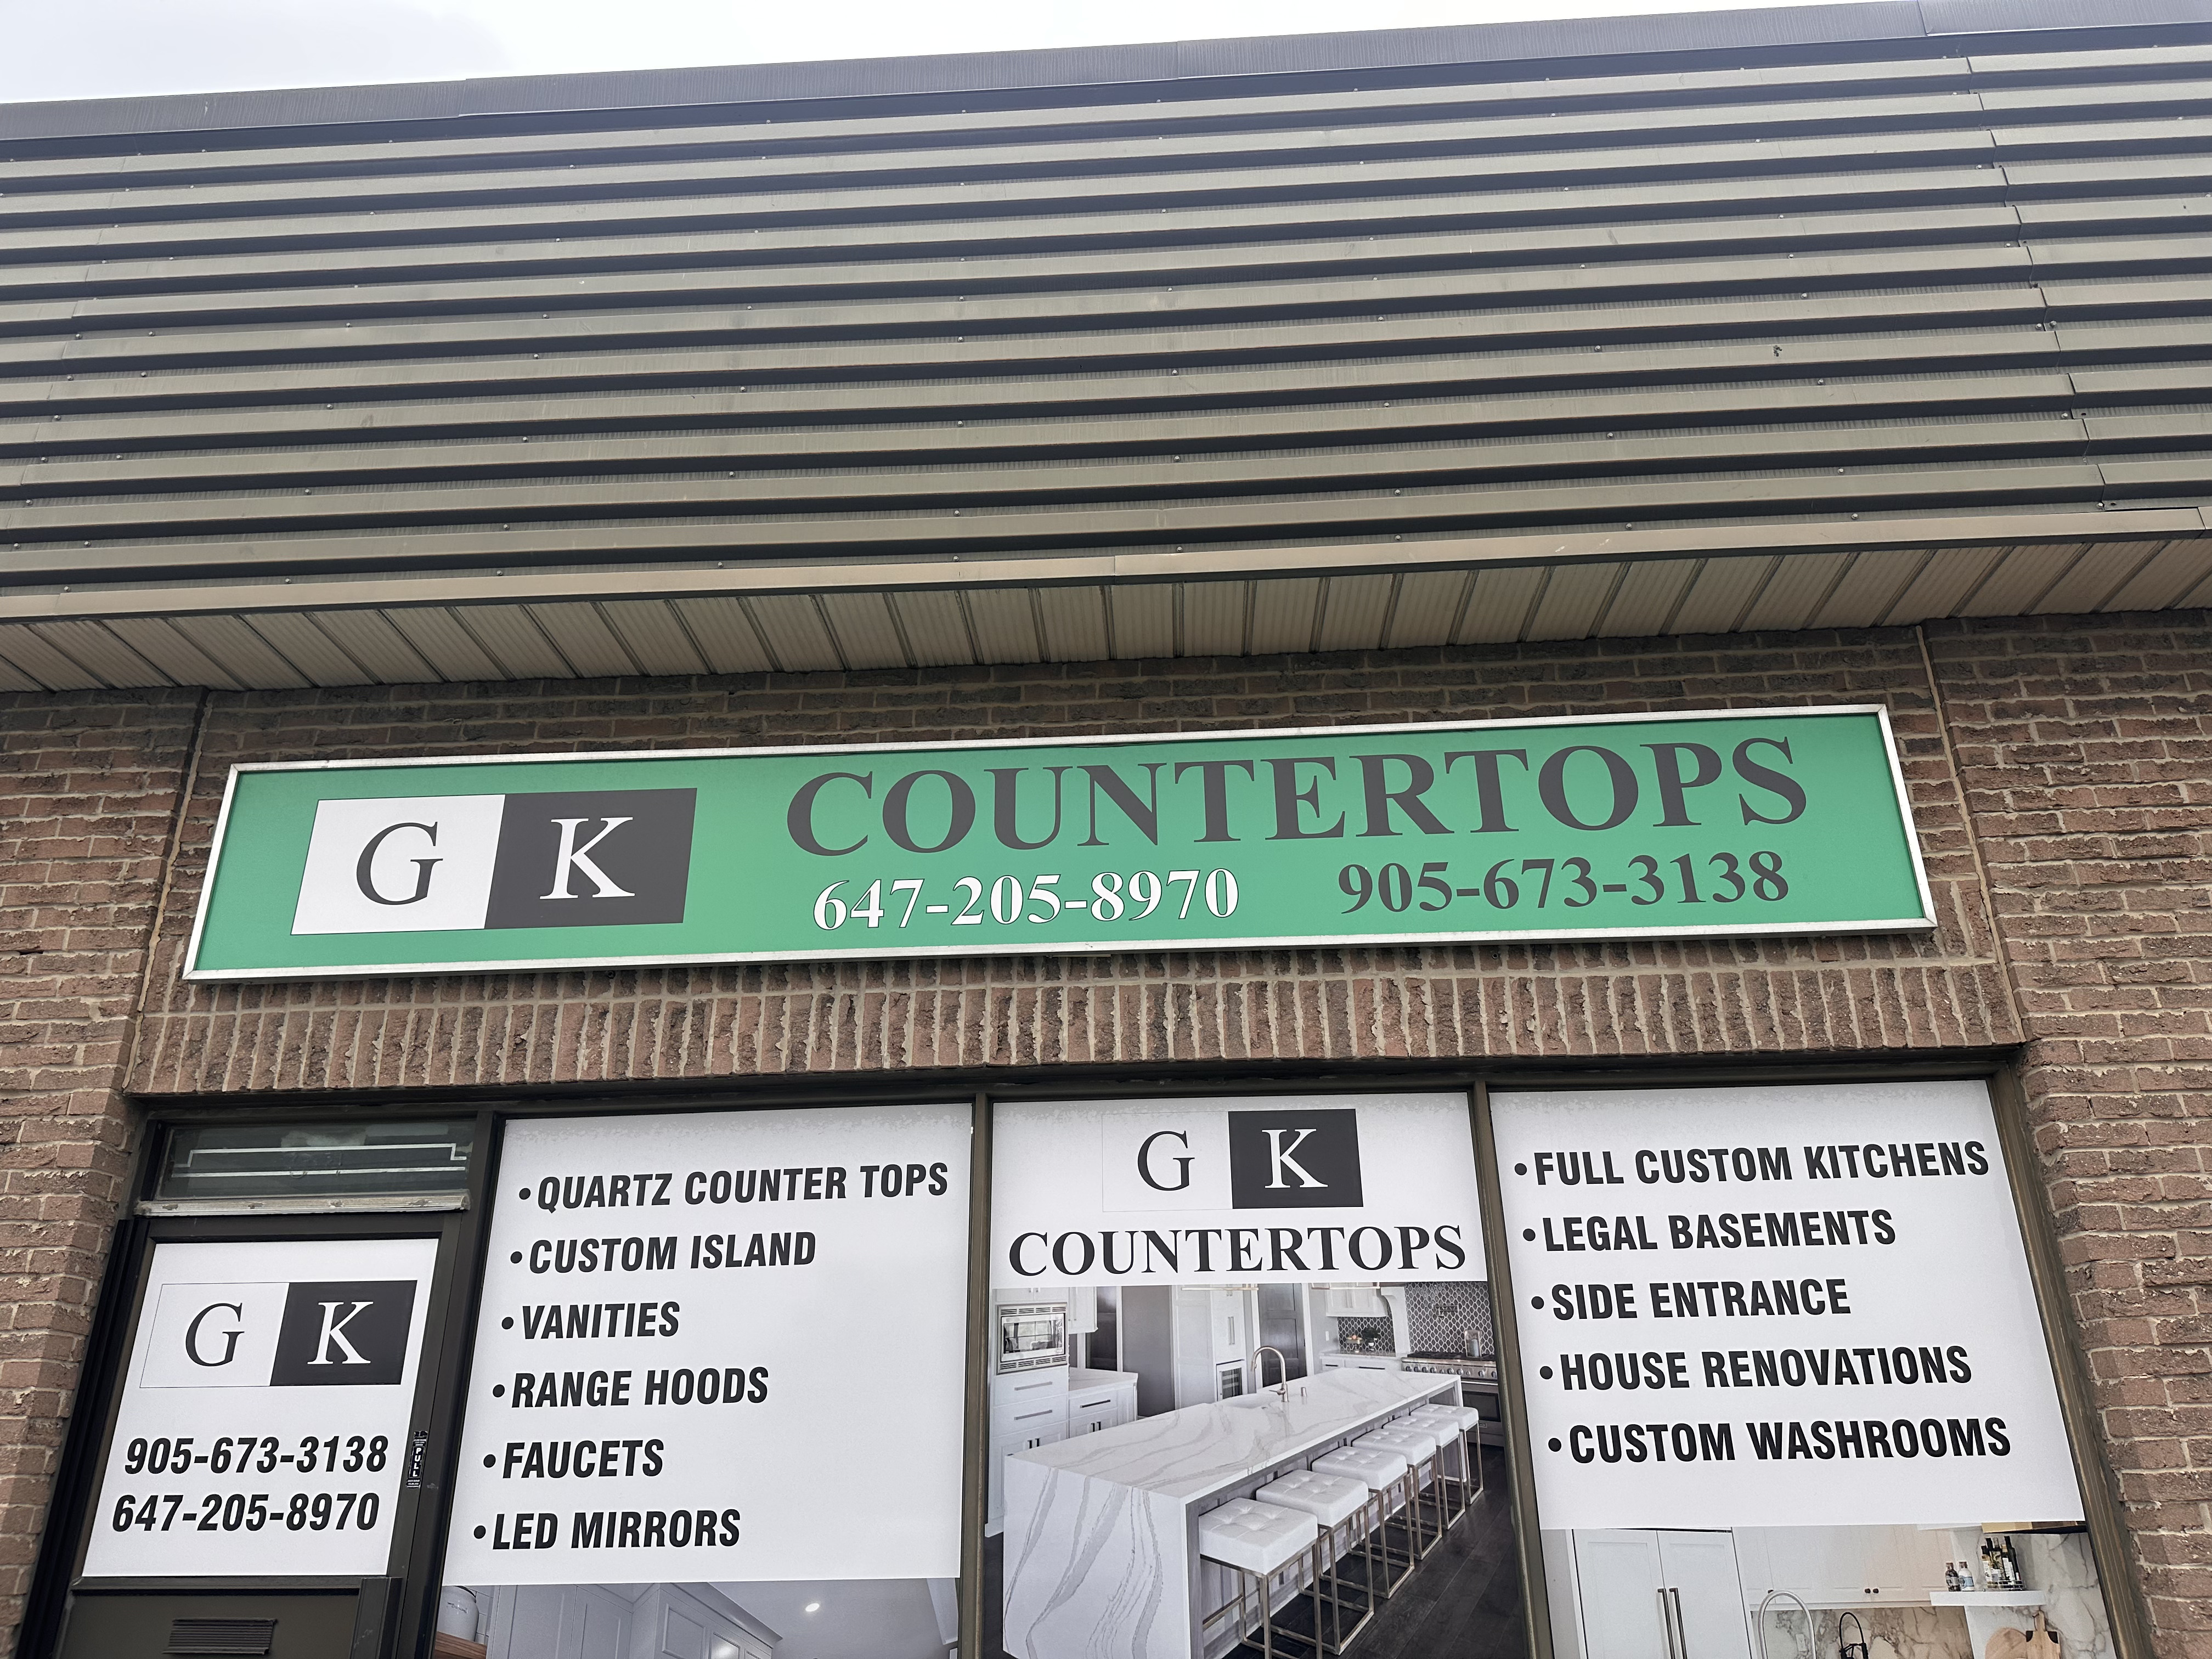 G K COUNTERTOPS
647-205-8970 905-673-3138
G K
905-673-3138
647-205-8970
PULL
•QUARTZ COUNTER TOPS
•CUSTOM ISLAND
•VANITIES
•RANGE HOODS
•FAUCETS
•LED MIRRORS
G K
COUNTERTOPS
•FULL CUSTOM KITCHENS
•LEGAL BASEMENTS
•SIDE ENTRANCE
•HOUSE RENOVATIONS
•CUSTOM WASHROOMS